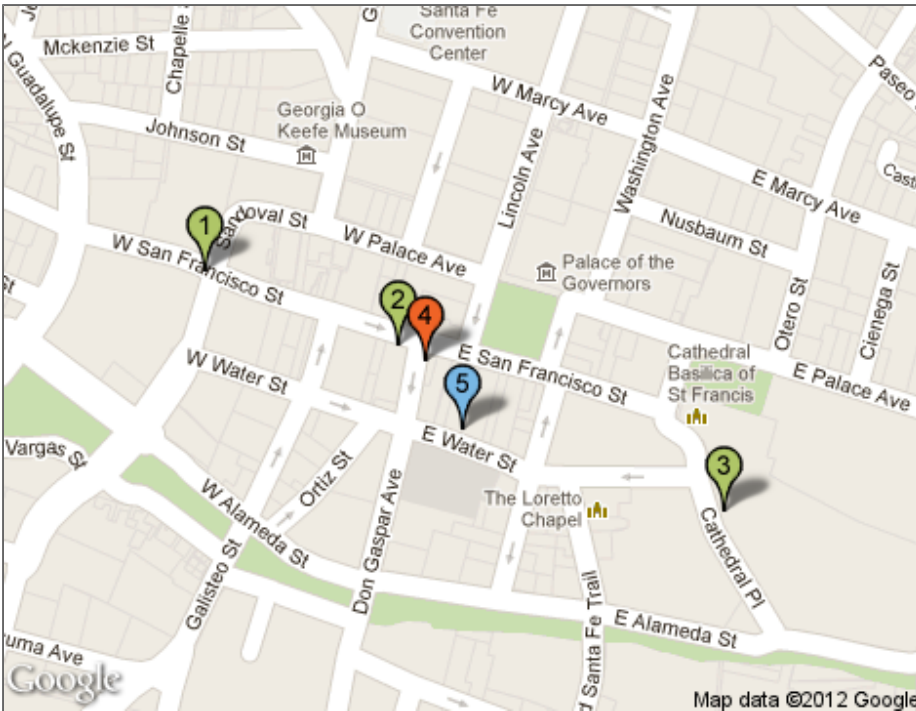 Santa Fe
Convention
Center
Mckenzie St
Chapelle
N Guadalupe St
Paseo
W Marcy Ave
Georgia O
Keefe Museum
Johnson St
Lincoln Ave
Washington Ave
E Marcy Ave
Nusbaum St
Sandoval St
1
W Palace Ave
W San Francisco St
Palace of the
Governors
Otero St
Cienega St
2
4
E San Francisco St
Cathedral
Basilica of
St Francis
E Palace Ave
W Water St
5
E Water St
3
Vargas St
Ortiz St
W Alameda St
The Loretto
Chapel
Don Gaspar Ave
Cathedral Pl
Galisteo St
Santa Fe Trail
E Alameda St
Google
Map data ©2012 Google